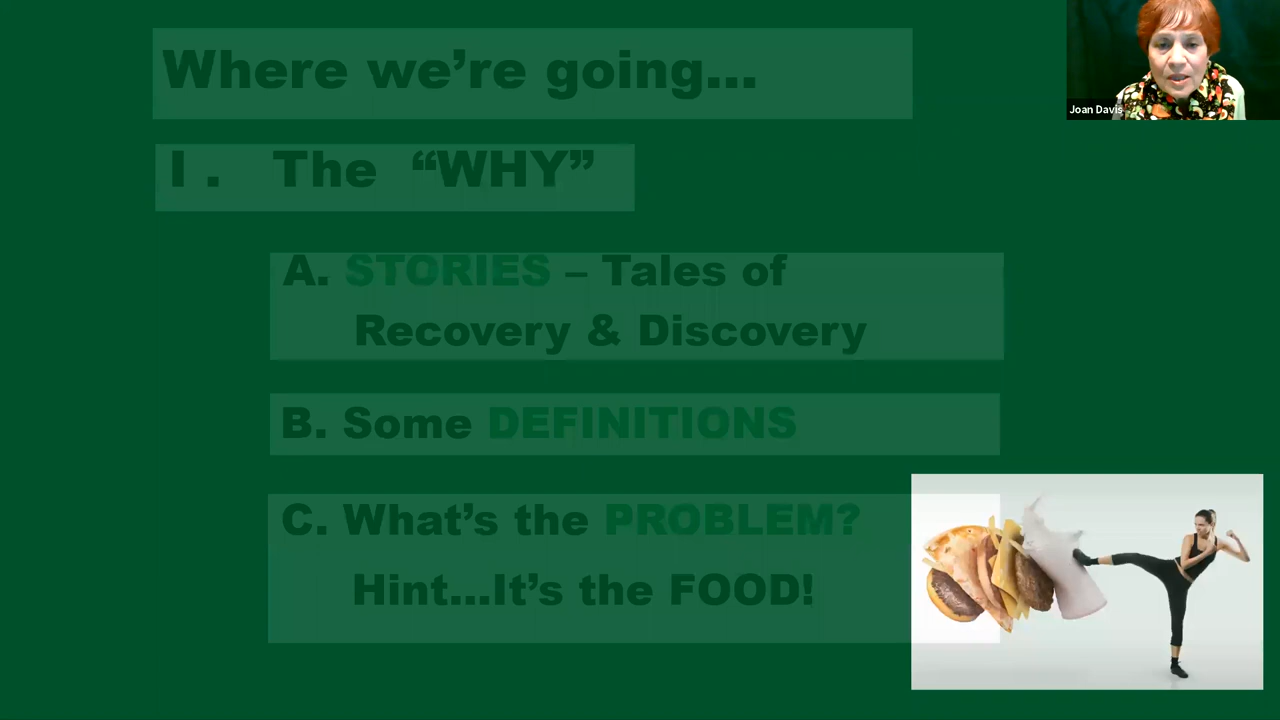 Where we're going...
I . The “WHY”
A. STORIES – Tales of
Recovery & Discovery
B. Some DEFINITIONS
C. What's the PROBLEM?
Hint...It's the FOOD!
Joan Davis